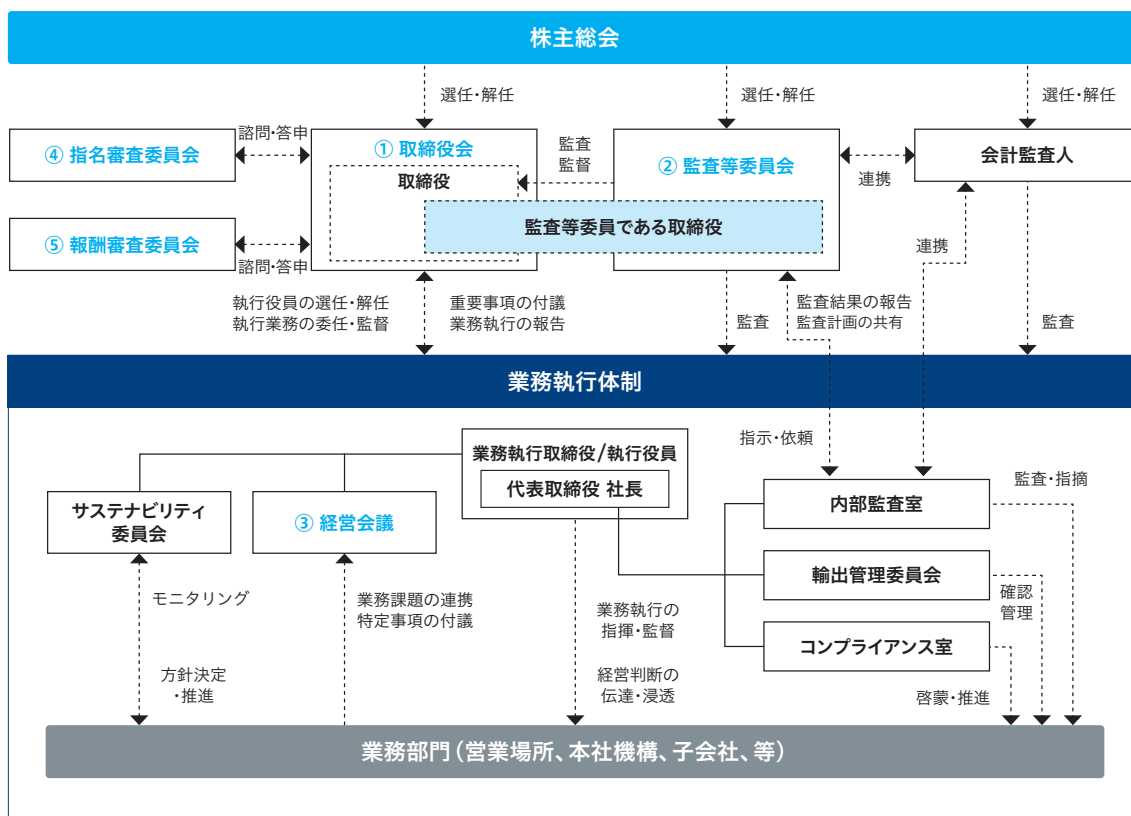 株主総会
選任・解任
選任・解任
選任・解任
諮問・答申
④ 指名審査委員会
① 取締役会
取締役
監査
監督
② 監査等委員会
連携
会計監査人
監査等委員である取締役
⑤ 報酬審査委員会
諮問・答申
連携
執行役員の選任・解任
執行業務の委任・監督
重要事項の付議
業務執行の報告
監査
監査結果の報告
監査計画の共有
監査
業務執行体制
指示・依頼
業務執行取締役/執行役員
代表取締役 社長
サステナビリティ
委員会
③ 経営会議
内部監査室
監査・指摘
輸出管理委員会
確認
管理
コンプライアンス室
モニタリング
業務課題の連携
特定事項の付議
業務執行の
指揮・監督
方針決定
・推進
経営判断の
伝達・浸透
啓蒙・推進
業務部門（営業場所、本社機構、子会社、等）